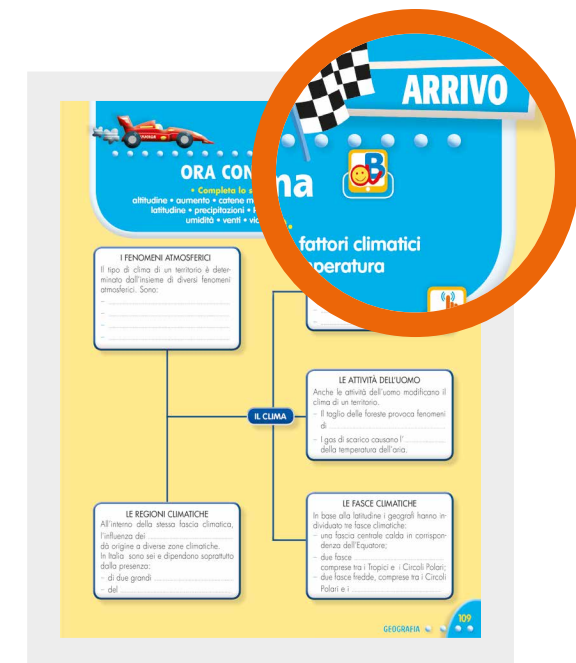 ARRIVO
ORA CON
ma
B
• Completa lo s
altitudine • aumento • catene m
latitudine • precipitazioni •
umidità • venti •
fattori climatici
peratura
I FENOMENI ATMOSFERICI
Il tipo di clima di un territorio è deter-
minato dall'insieme di diversi fenomeni
atmosferici. Sono:
–
–
–
–
LE ATTIVITÀ DELL'UOMO
Anche le attività dell'uomo modificano il
clima di un territorio.
– Il taglio delle foreste provoca fenomeni
di
– I gas di scarico causano l'
della temperatura dell'aria.
IL CLIMA
LE REGIONI CLIMATICHE
All'interno della stessa fascia climatica,
l'influenza dei
dà origine a diverse zone climatiche.
In Italia sono sei e dipendono soprattutto
dalla presenza:
– di due grandi
– del
LE FASCE CLIMATICHE
In base alla latitudine i geografi hanno in-
dividuato tre fasce climatiche:
– una fascia centrale calda in corrispon-
denza dell'Equatore;
– due fasce
comprese tra i Tropici e i Circoli Polari;
– due fasce fredde, comprese tra i Circoli
Polari e i
GEOGRAFIA
109